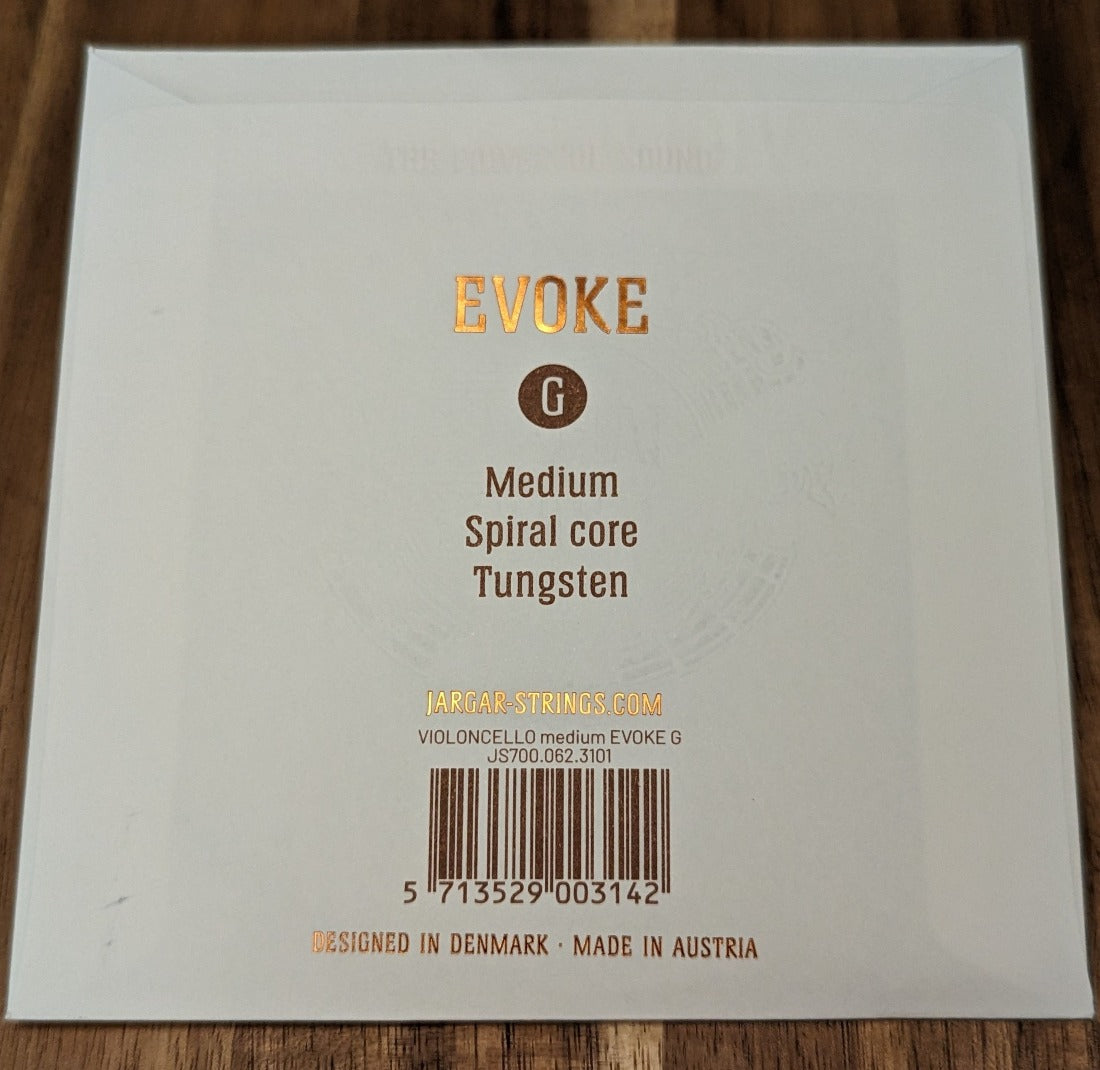 EVOKE
G
Medium
Spiral core
Tungsten
JARGAR-STRINGS.COM
VIOLONCELLO medium EVOKE G
JS700.062.3101
5 713529 003142
DESIGNED IN DENMARK · MADE IN AUSTRIA